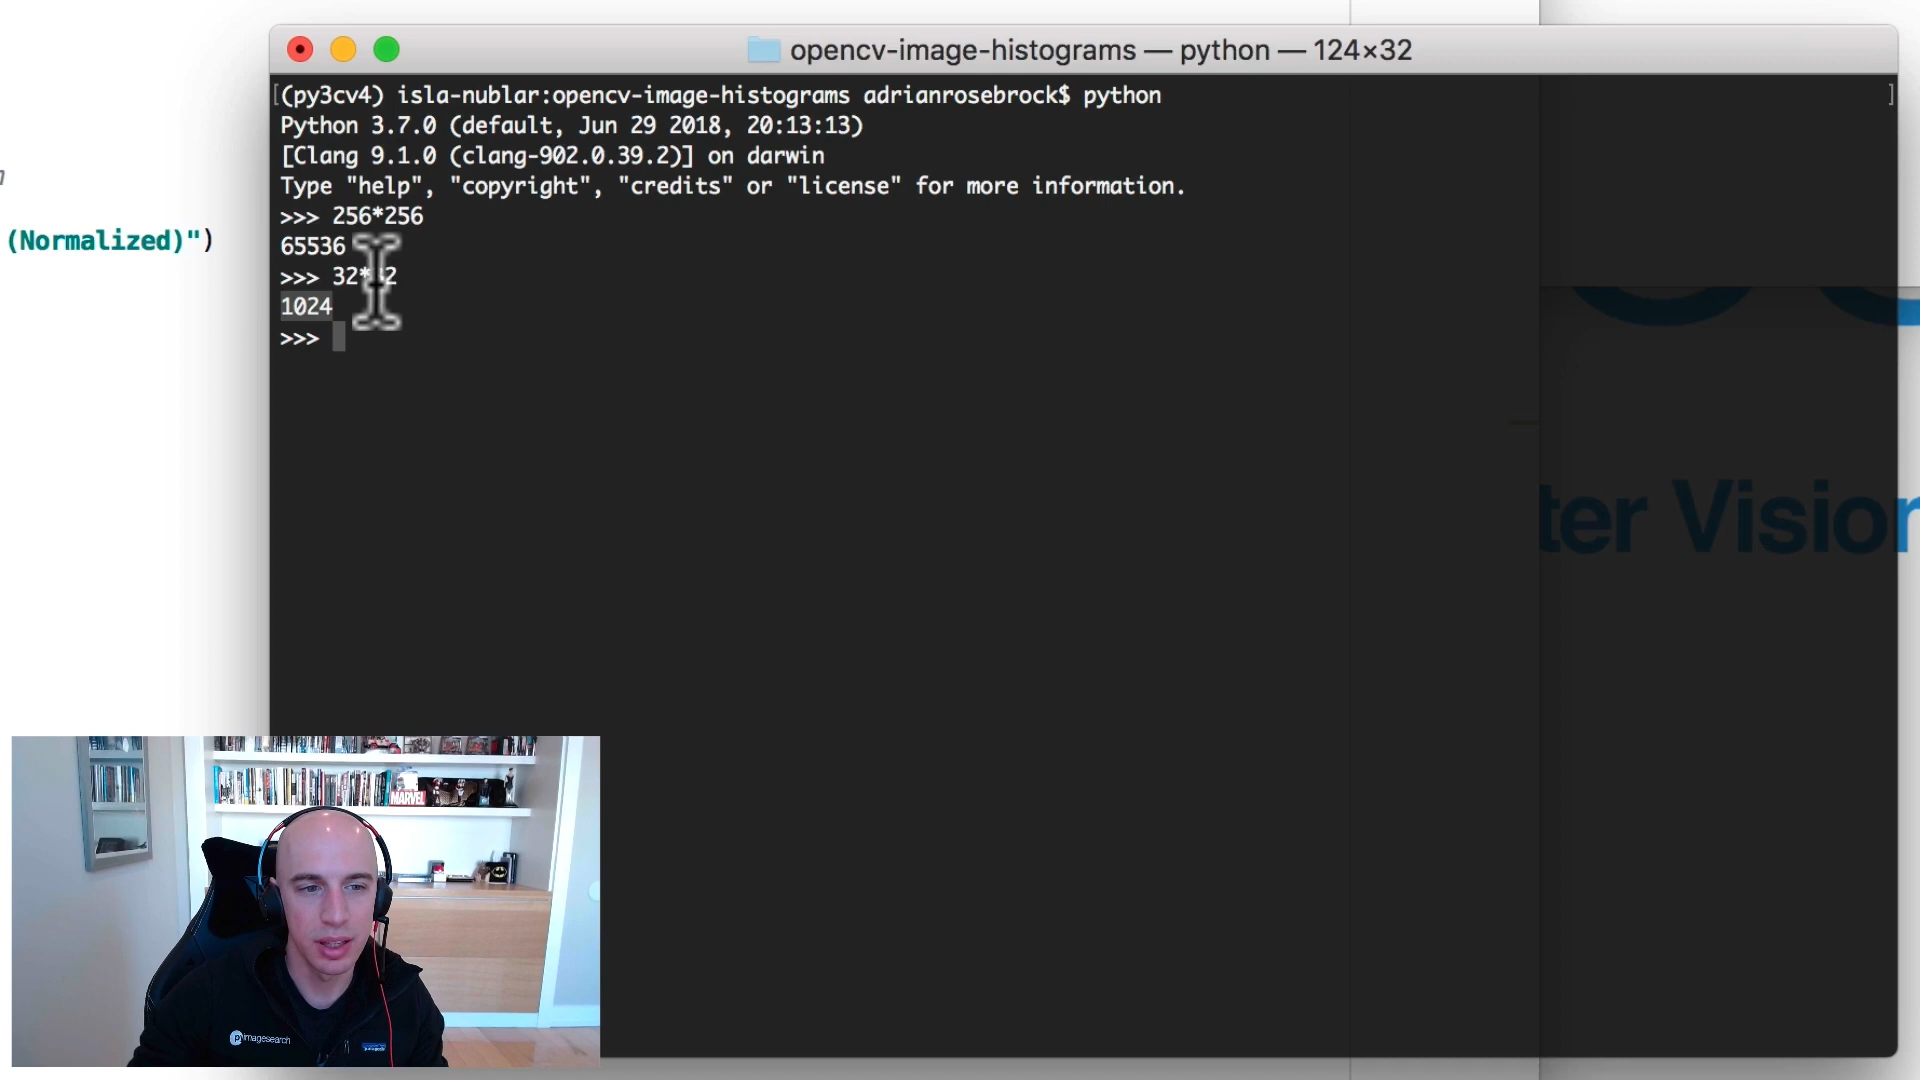 opencv-image-histograms — python — 124×32
[(py3cv4) isla-nublar:opencv-image-histograms adrianrosebrock$ python ]
Python 3.7.0 (default, Jun 29 2018, 20:13:13)
[Clang 9.1.0 (clang-902.0.39.2)] on darwin
Type "help", "copyright", "credits" or "license" for more information.
>>> 256*256
65536
>>> 32*32
1024
>>>
(Normalized)")
ter Vision
MARVEL
pyimagesearch